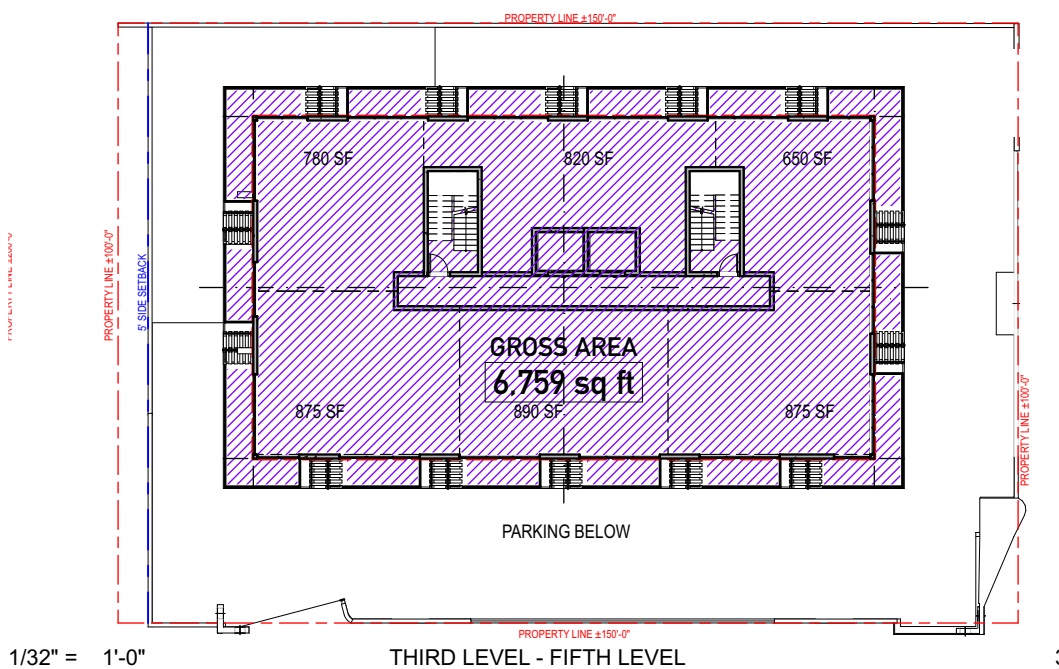 PROPERTY LINE ±150'-0"
780 SF
820 SF
650 SF
PROPERTY LINE ±100'-0"
5' SIDE SETBACK
GROSS AREA
6,759 sq ft
875 SF
890 SF
875 SF
PROPERTY LINE ±100'-0"
PARKING BELOW
PROPERTY LINE ±150'-0"
1/32" = 1'-0"
THIRD LEVEL - FIFTH LEVEL